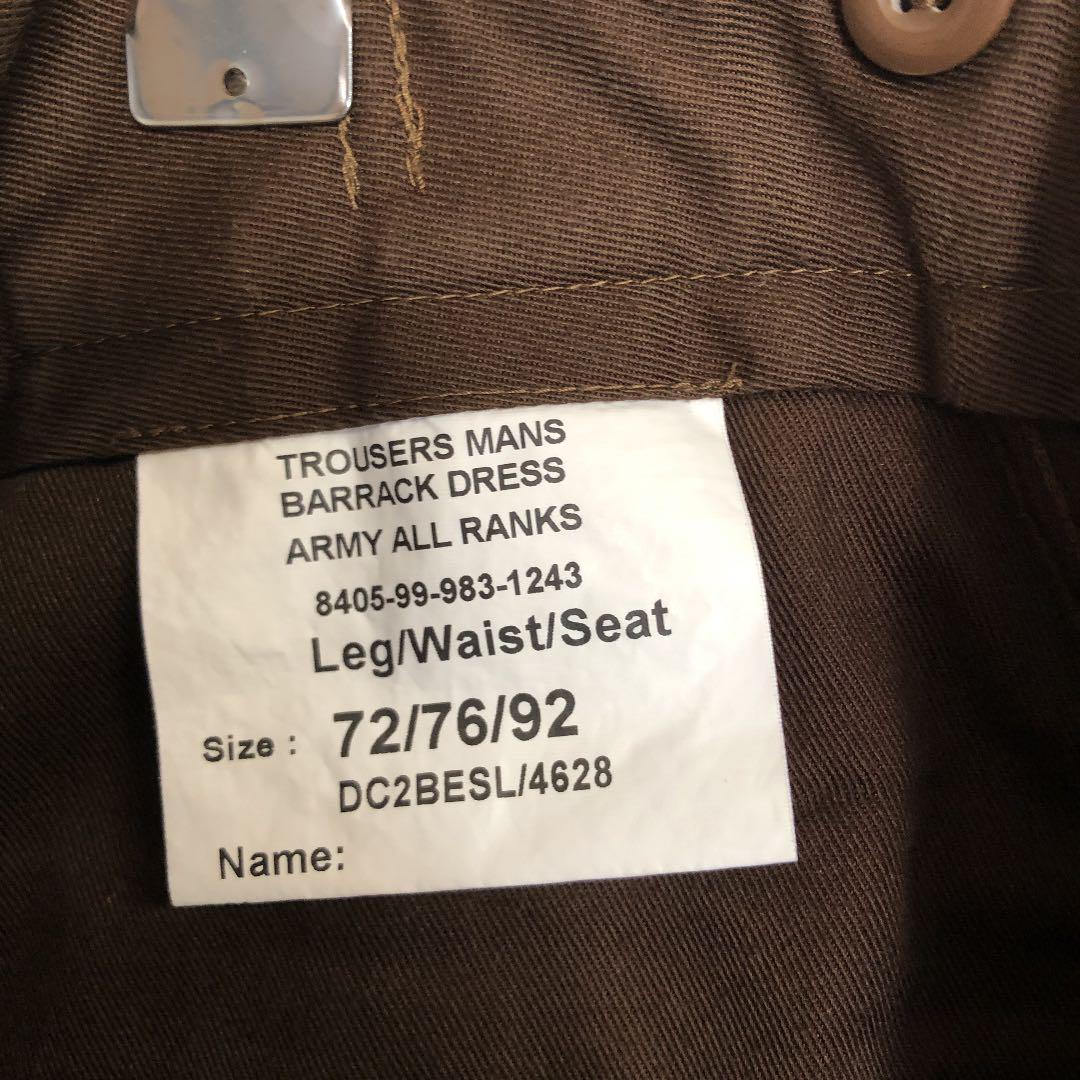 TROUSERS MANS
BARRACK DRESS
ARMY ALL RANKS
8405-99-983-1243
Leg/Waist/Seat
Size : 72/76/92
DC2BESL/4628
Name: